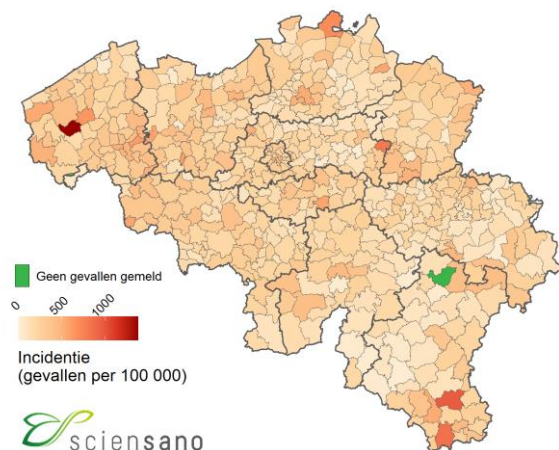 Geen gevallen gemeld
0
500
1000
Incidentie
(gevallen per 100 000)
sciensano